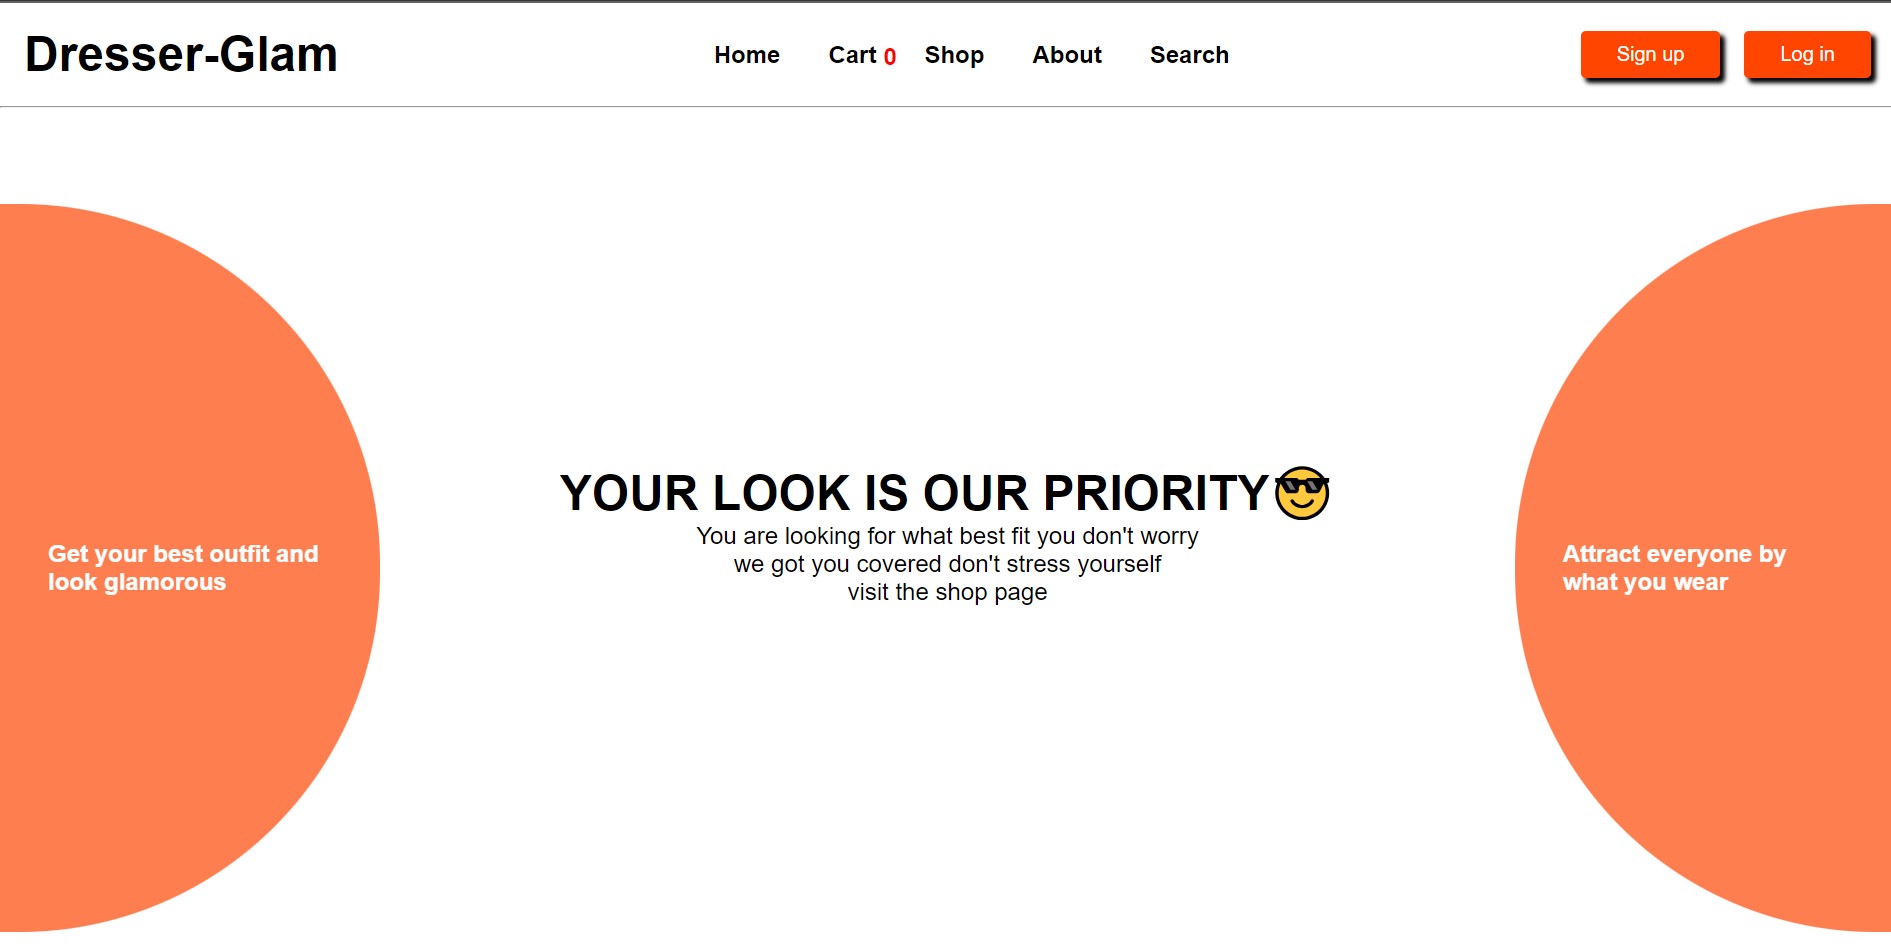 Dresser-Glam
Home Cart 0 Shop About Search
Sign up Log in
YOUR LOOK IS OUR PRIORITY😎
You are looking for what best fit you don't worry
we got you covered don't stress yourself
visit the shop page
Get your best outfit and
look glamorous
Attract everyone by
what you wear